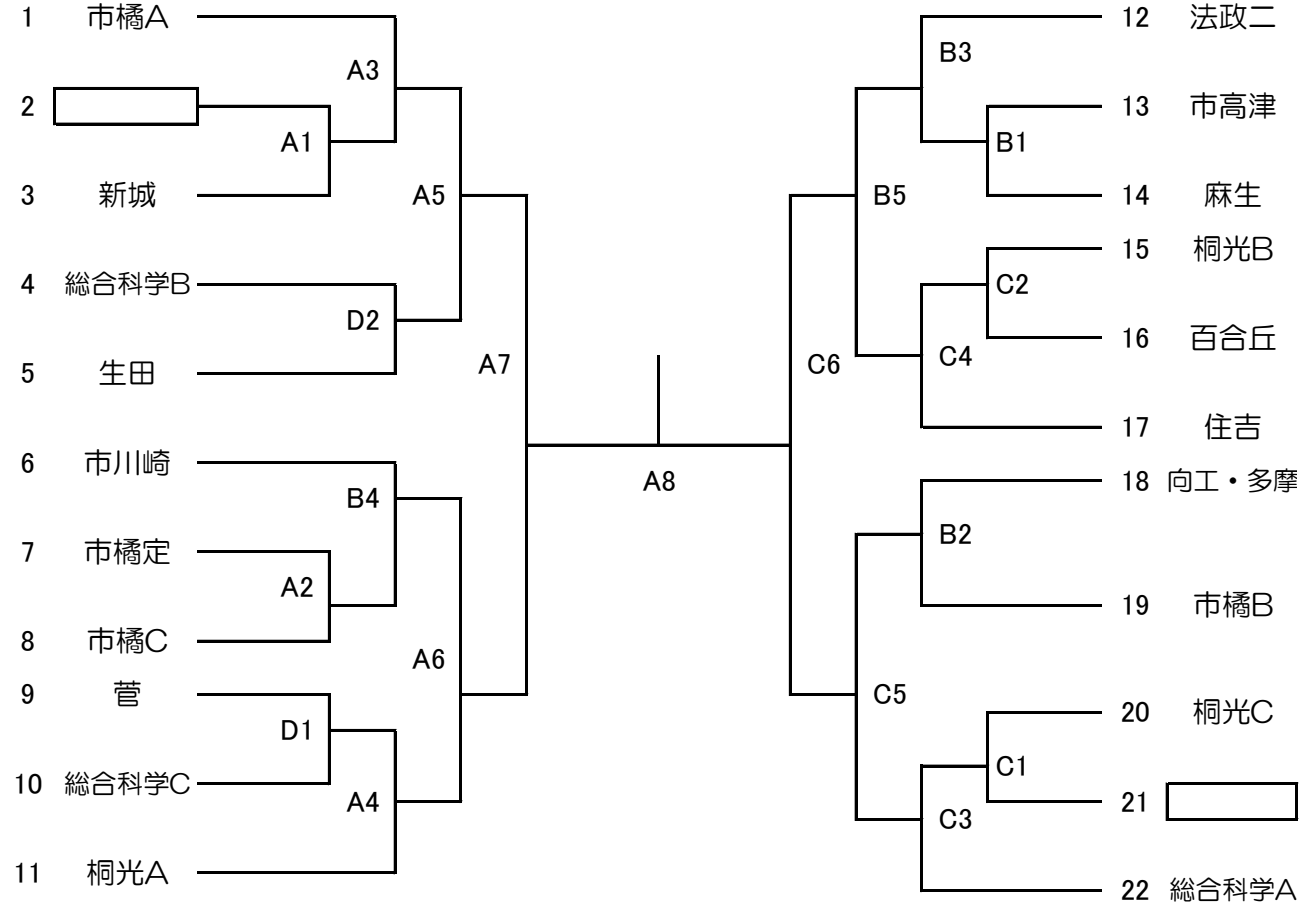 1 市橘A
A3
2
A1
3 新城
A5
4 総合科学B
D2
5 生田
A7
6 市川崎
B4
7 市橘定
A2
8 市橘C
A6
9 菅
D1
10 総合科学C
A4
11 桐光A
A8
12 法政二
B3
13 市高津
B1
14 麻生
B5
15 桐光B
C2
16 百合丘
C4
C6
17 住吉
18 向工・多摩
B2
19 市橘B
C5
20 桐光C
C1
21
C3
22 総合科学A